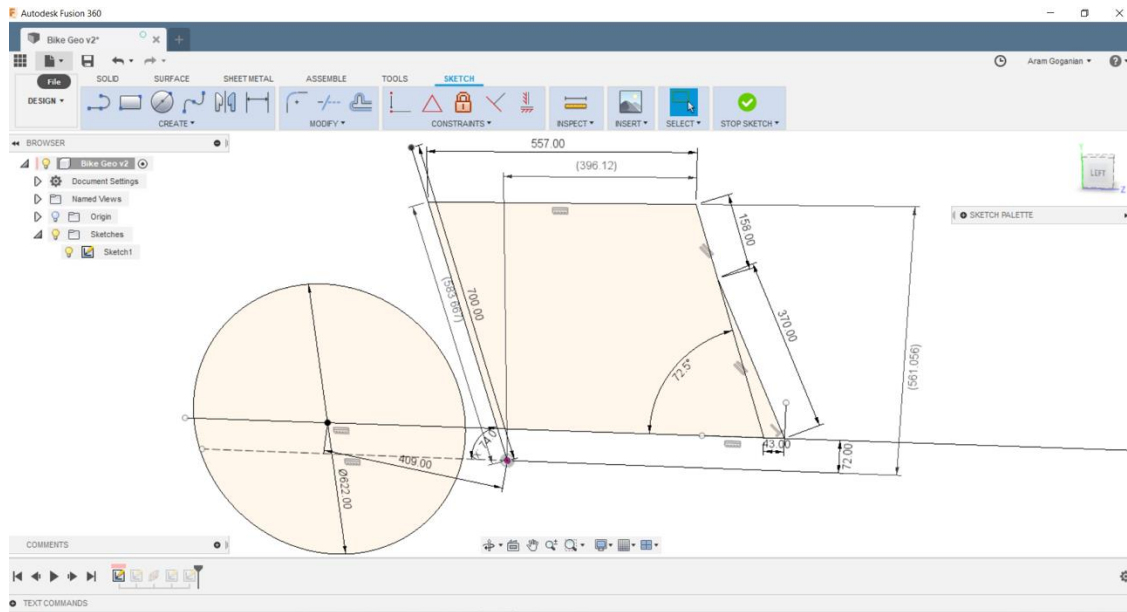 Autodesk Fusion 360
Bike Geo v2*
Aram Goganian
File
SOLID SURFACE SHEET METAL ASSEMBLE TOOLS SKETCH
DESIGN
CREATE MODIFY CONSTRAINTS INSPECT INSERT SELECT STOP SKETCH
BROWSER
Bike Geo v2
Document Settings
Named Views
Origin
Sketches
Sketch1
557.00
(396.12)
LEFT
Z
SKETCH PALETTE
158.00
(583.667)
700.00
370.00
72.5°
(561.056)
74.0
43.00
409.00
72.00
Ø622.00
COMMENTS
TEXT COMMANDS